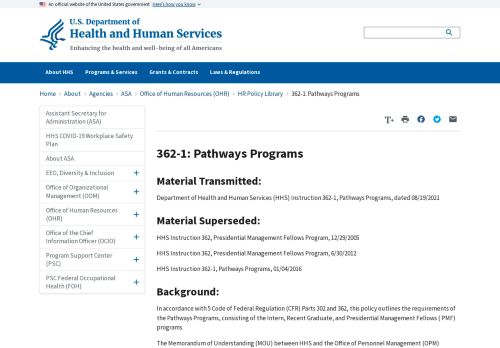 An official website of the United States government Here's how you know
U.S. Department of
Health and Human Services
Enhancing the health and well-being of all Americans
About HHS Programs & Services Grants & Contracts Laws & Regulations
Home About Agencies ASA Office of Human Resources (OHR) HR Policy Library 362-1: Pathways Programs
Assistant Secretary for
Administration (ASA)
HHS COVID-19 Workplace Safety
Plan
About ASA
EEO, Diversity & Inclusion
Office of Organizational
Management (OOM)
Office of Human Resources
(OHR)
Office of the Chief
Information Officer (OCIO)
Program Support Center
(PSC)
PSC Federal Occupational
Health (FOH)
T+
362-1: Pathways Programs
Material Transmitted:
Department of Health and Human Services (HHS) Instruction 362-1, Pathways Programs, dated 08/19/2021
Material Superseded:
HHS Instruction 362, Presidential Management Fellows Program, 12/29/2005
HHS Instruction 362, Presidential Management Fellows Program, 6/30/2012
HHS Instruction 362-1, Pathways Programs, 01/04/2016
Background:
In accordance with 5 Code of Federal Regulation (CFR) Parts 302 and 362, this policy outlines the requirements of
the Pathways Programs, consisting of the Intern, Recent Graduate, and Presidential Management Fellows ( PMF)
programs.
The Memorandum of Understanding (MOU) between HHS and the Office of Personnel Management (OPM)